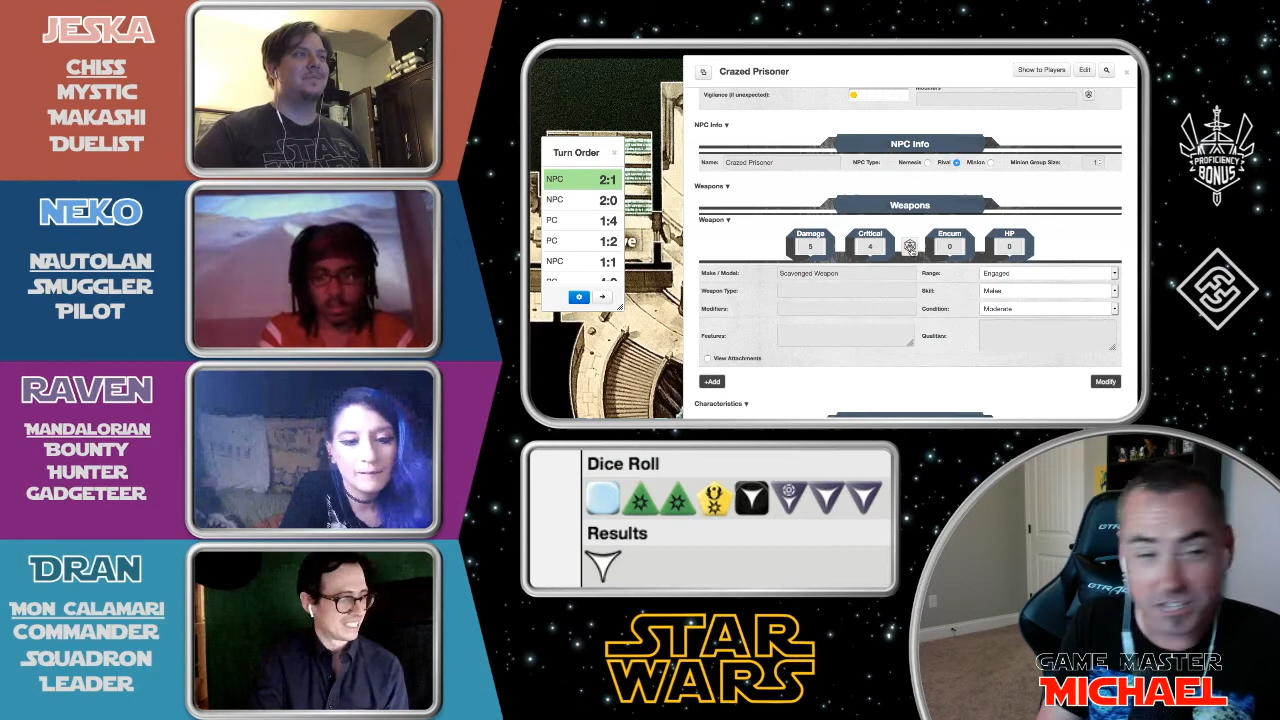 JESKA
CHISS
MYSTIC
MAKASHI
DUELIST
NEKO
NAUTOLAN
SMUGGLER
PILOT
RAVEN
MANDALORIAN
BOUNTY
HUNTER
GADGETEER
DRAN
MON CALAMARI
COMMANDER
SQUADRON
LEADER
STAR WARS
Turn Order
NPC 2:1
NPC 2:0
PC 1:4
PC 1:2
NPC 1:1
Crazed Prisoner
Show to Players
Edit
Vigilance (if unexpected):
Modifiers
NPC Info
NPC Info
Name: Crazed Prisoner NPC Type: Nemesis Rival Minion Minion Group Size: 1
Weapons
Weapons
Weapon
Damage Critical Encum HP
5 4 0 0
Make / Model: Scavenged Weapon Range: Engaged
Weapon Type: Skill: Melee
Modifiers: Condition: Moderate
Features: Qualities:
View Attachments
+Add
Modify
Characteristics
PROFICIENCY
BONUS
Dice Roll
Results
STAR
WARS
GTRACING
GAME MASTER
MICHAEL